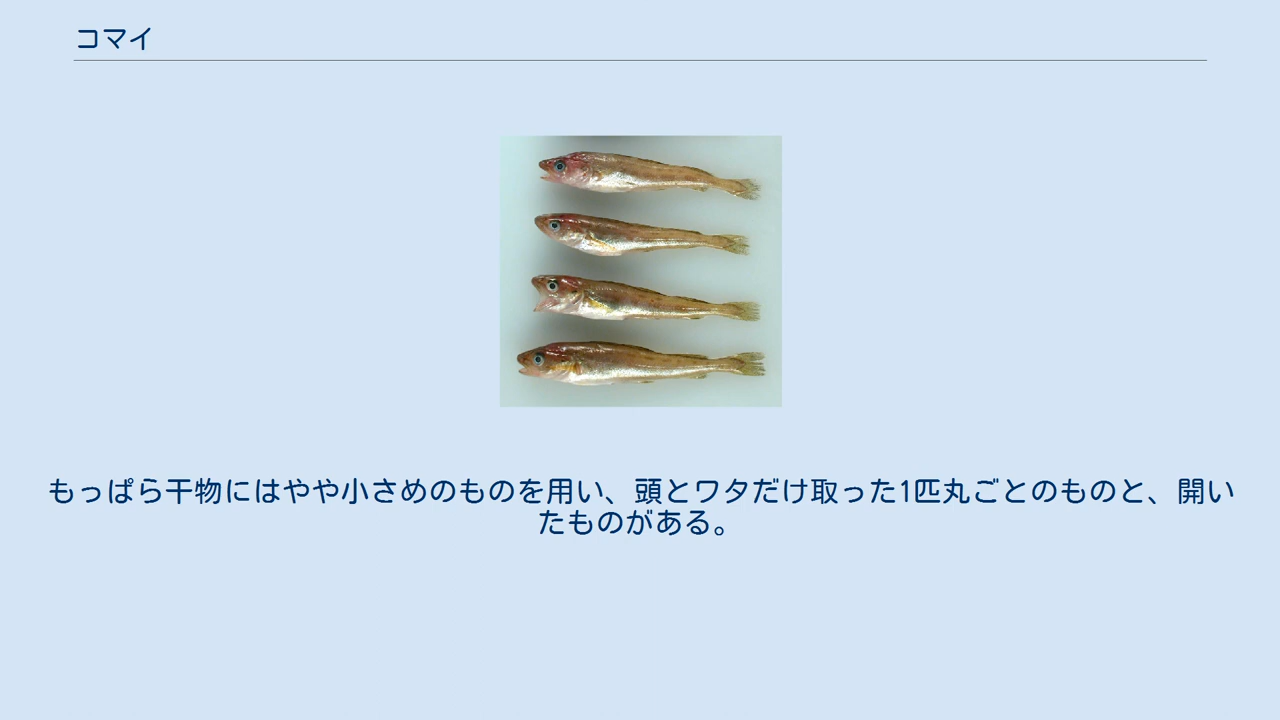 コマイ
もっぱら干物にはやや小さめのものを用い、頭とワタだけ取った1匹丸ごとのものと、開い
たものがある。